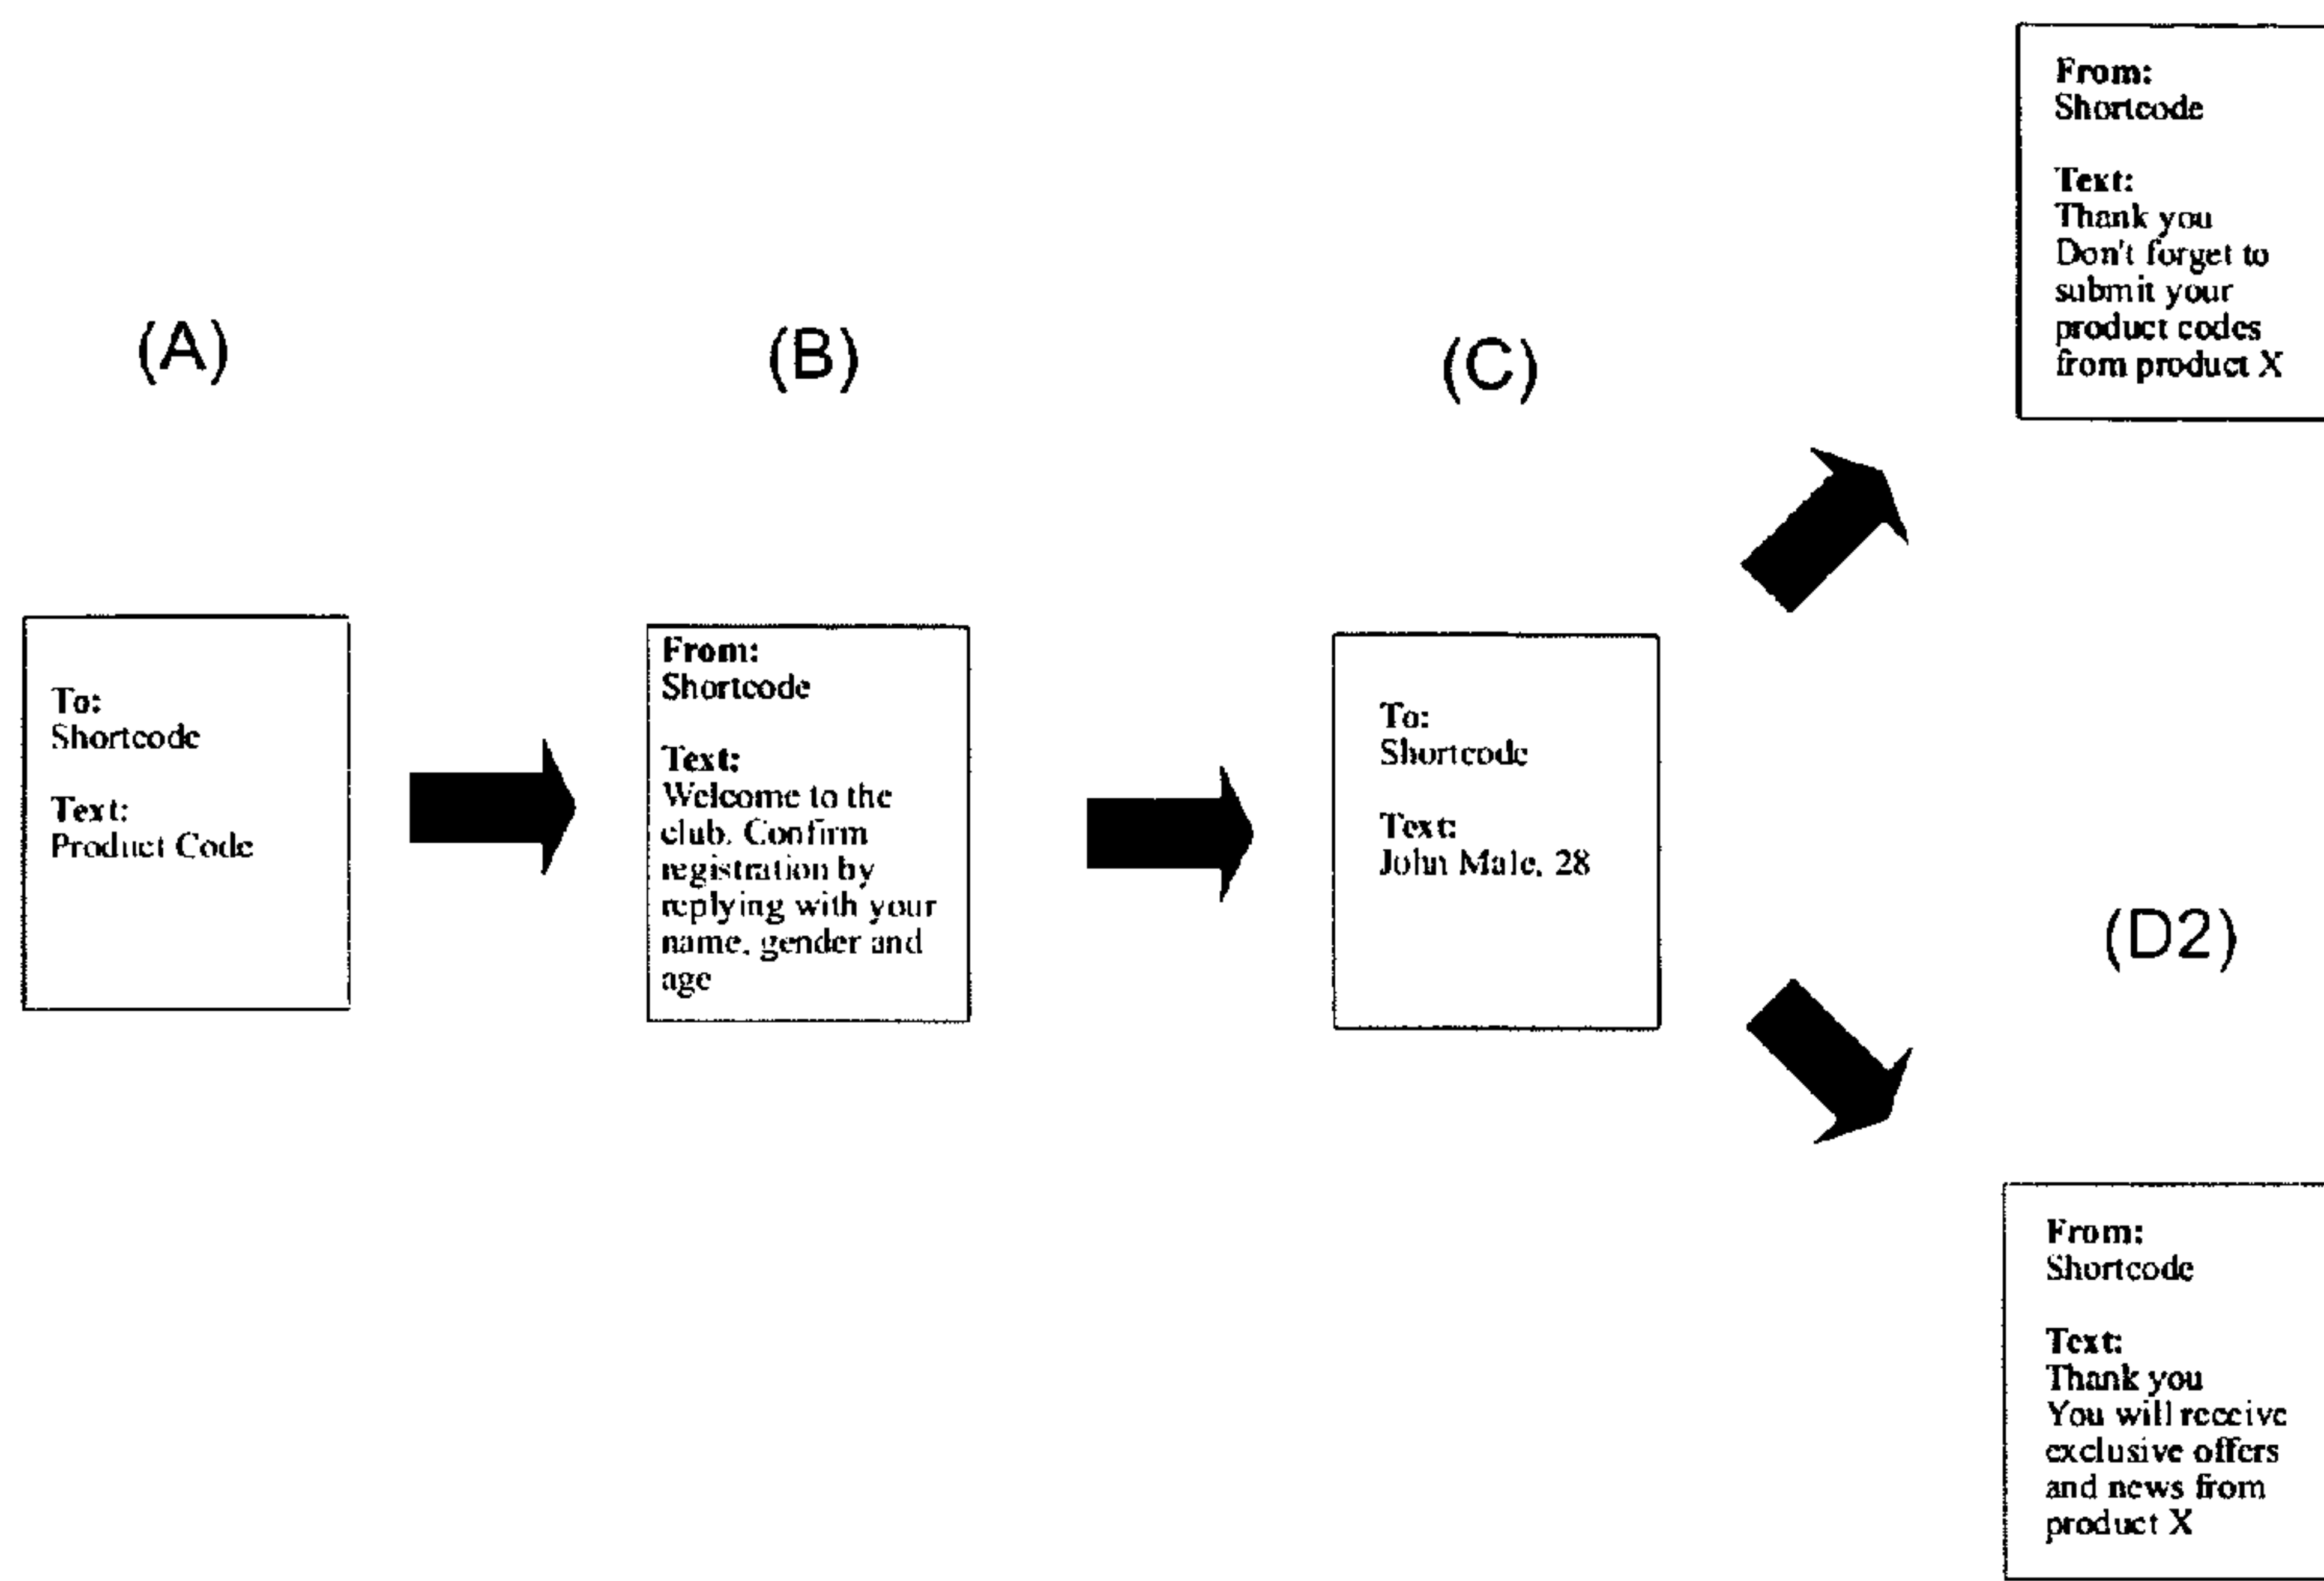 (A)
To:
Shortcode
Text:
Product Code
(B)
From:
Shortcode
Text:
Welcome to the
club. Confirm
registration by
replying with your
name, gender and
age
(C)
To:
Shortcode
Text:
John Male, 28
From:
Shortcode
Text:
Thank you
Don't forget to
submit your
product codes
from product X
(D2)
From:
Shortcode
Text:
Thank you
You will receive
exclusive offers
and news from
product X